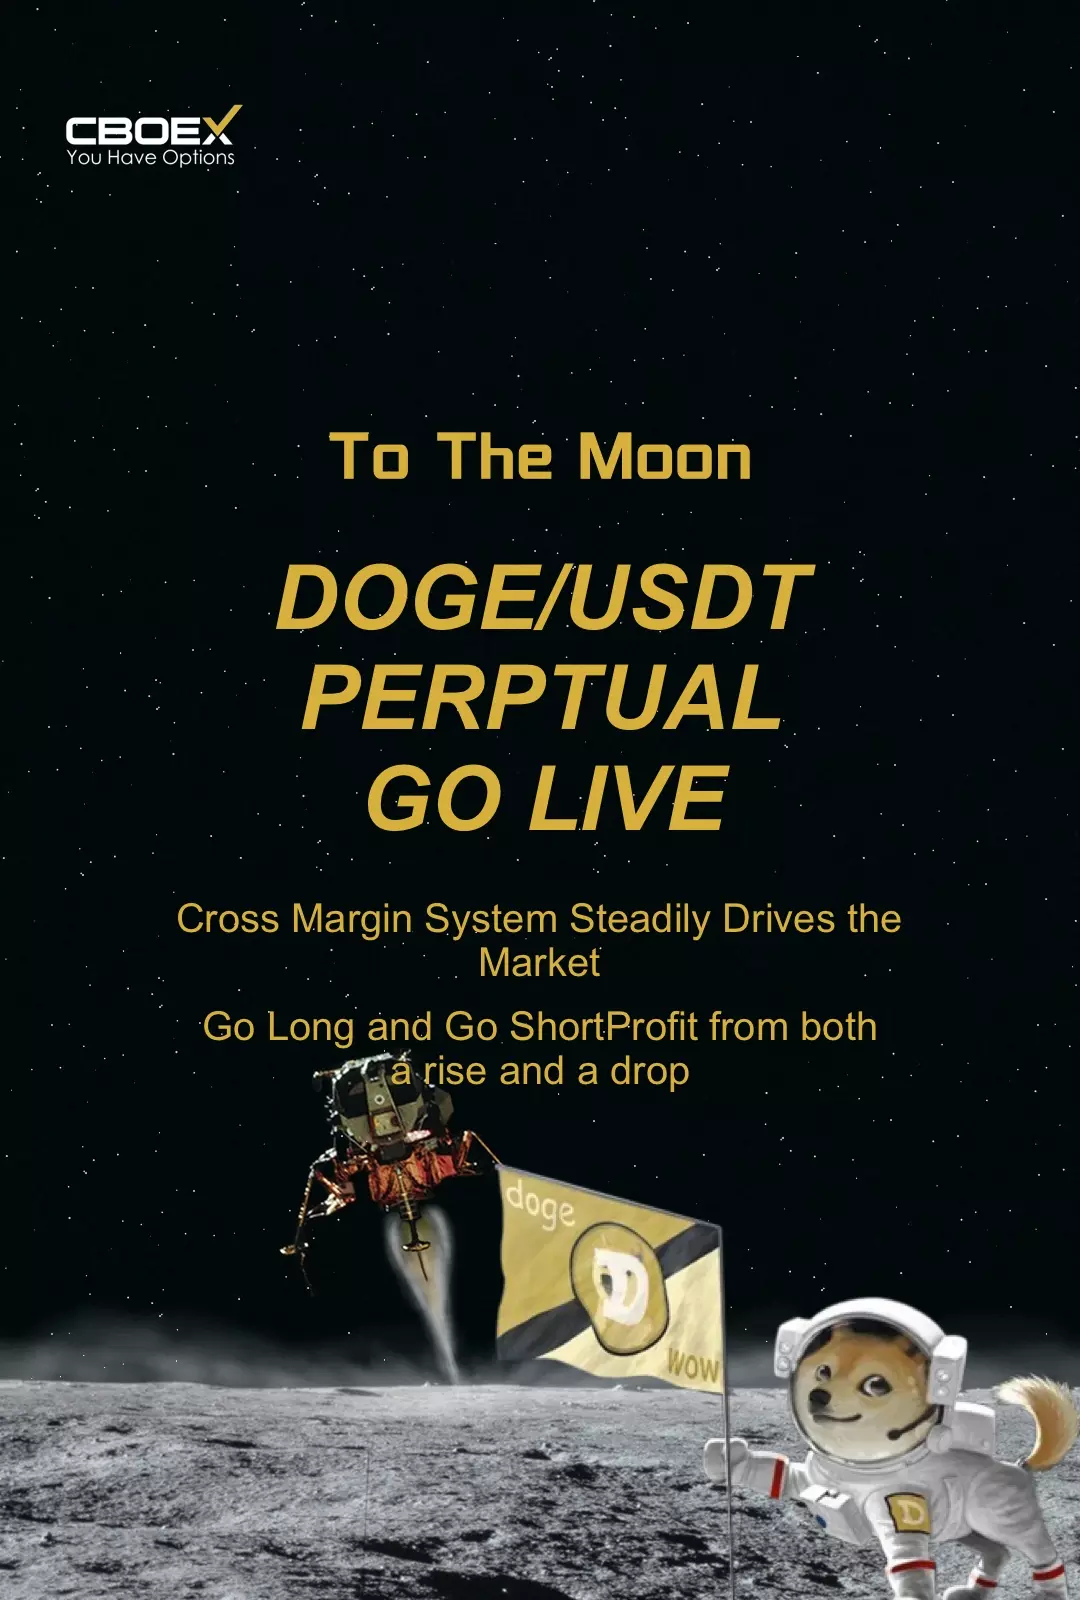 CBOEX
You Have Options
To The Moon
DOGE/USDT
PERPTUAL
GO LIVE
Cross Margin System Steadily Drives the
Market
Go Long and Go ShortProfit from both
a rise and a drop
doge
D
wow
D